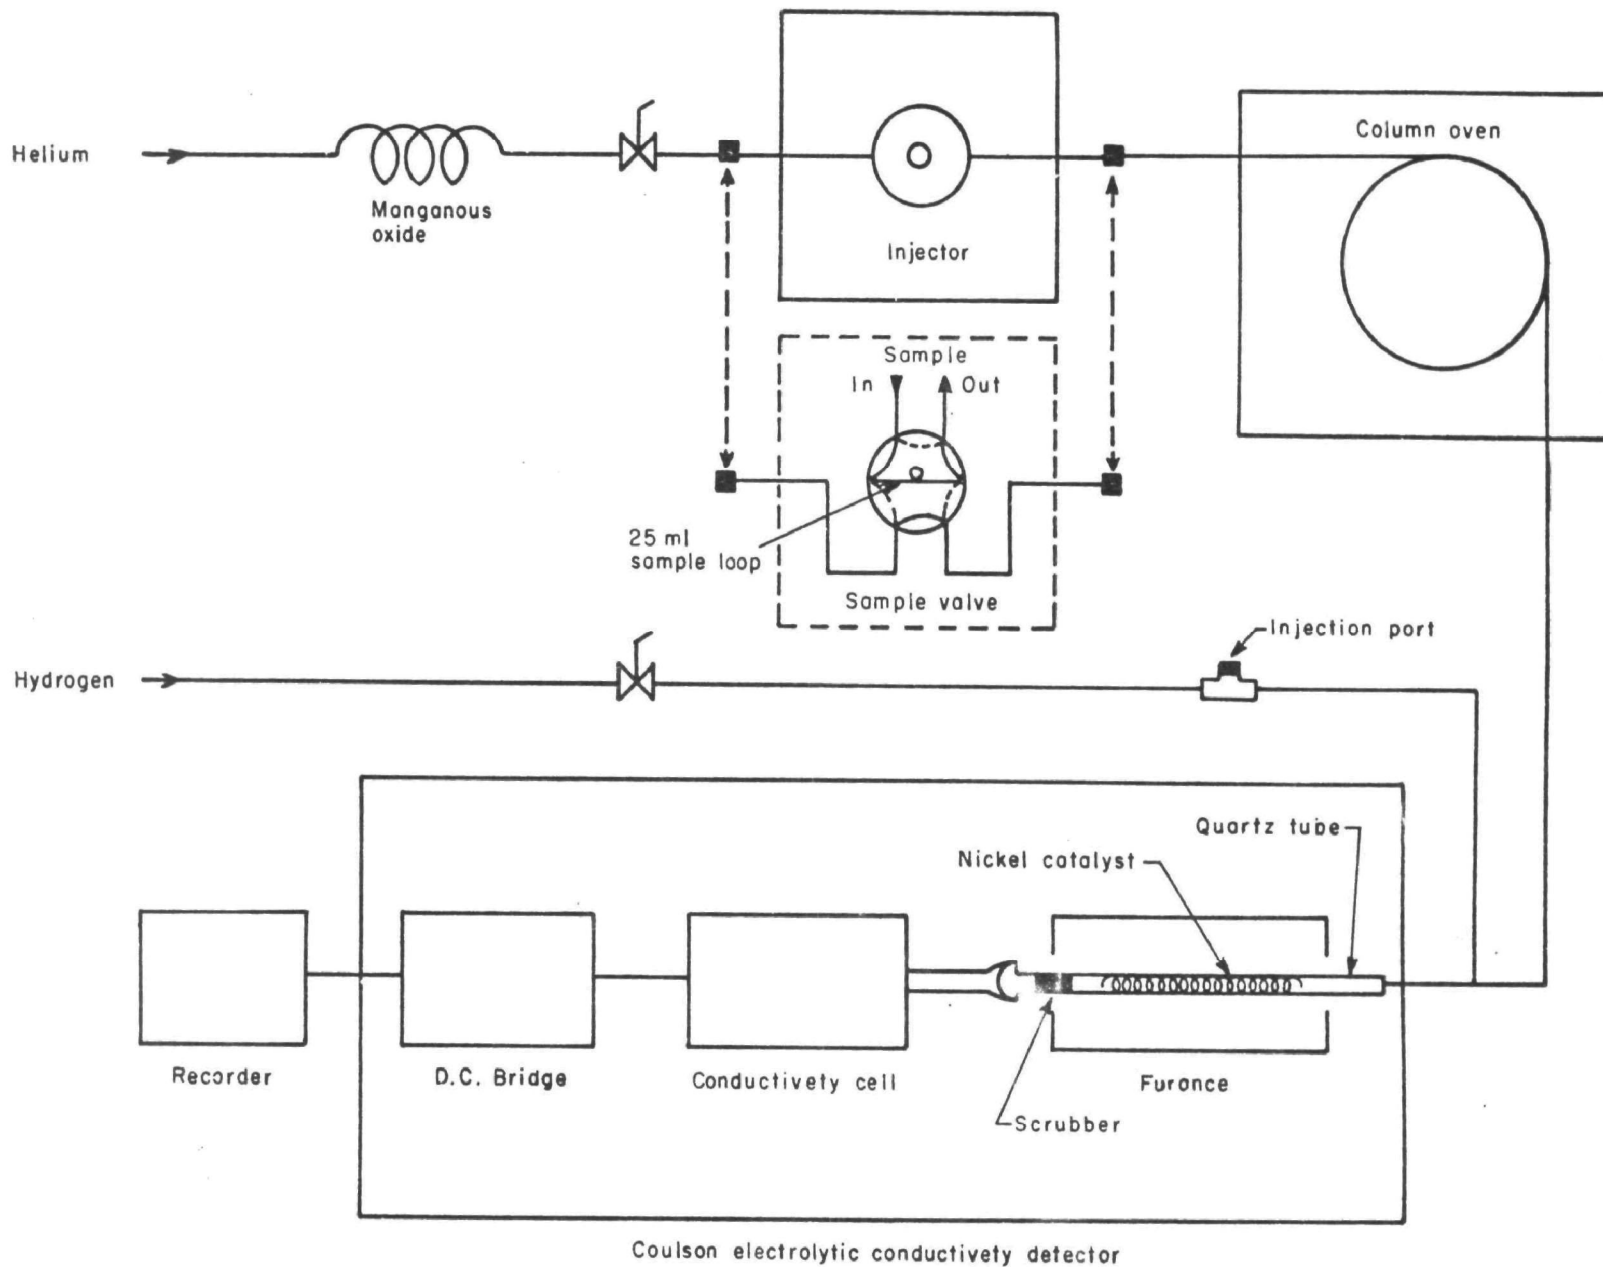 Column oven
Helium
Manganous
oxide
Injector
Sample
In
Out
25 ml
sample loop
Sample valve
Injection port
Hydrogen
Quartz tube
Nickel catalyst
Recorder
D.C. Bridge
Conductivety cell
Furance
Scrubber
Coulson electrolytic conductivety detector